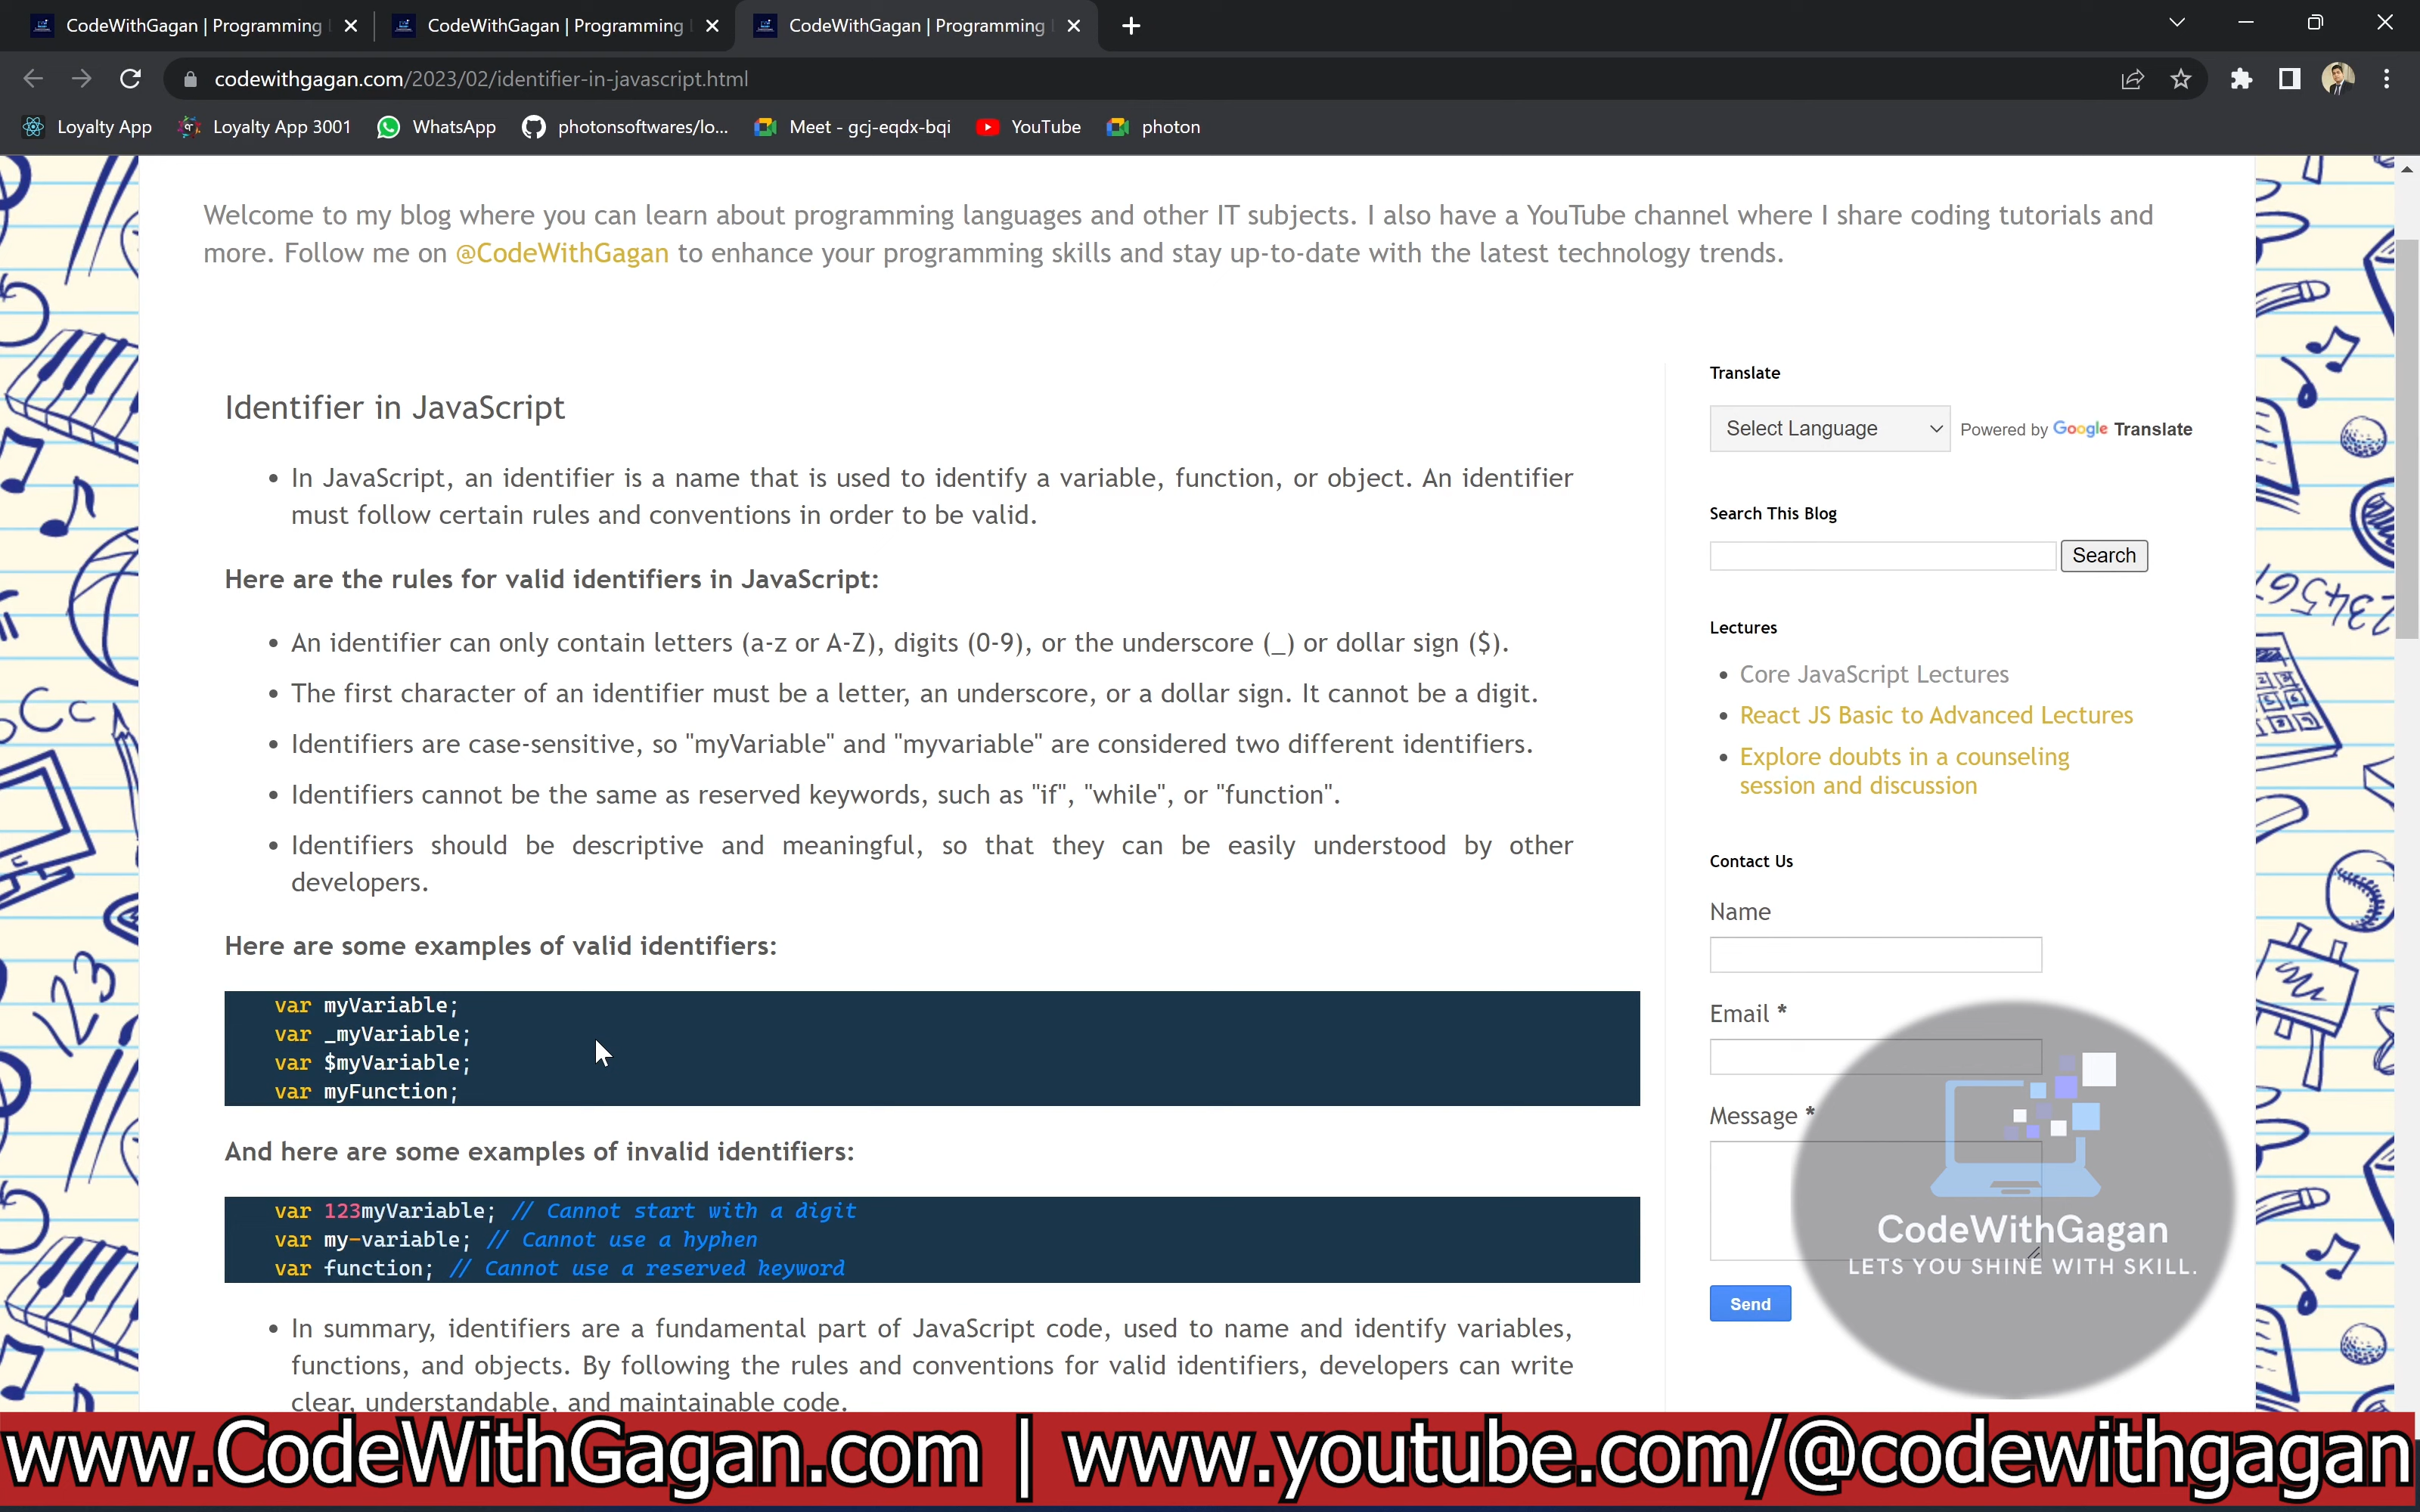 CodeWithGagan | Programming
CodeWithGagan | Programming
CodeWithGagan | Programming
codewithgagan.com/2023/02/identifier-in-javascript.html
Loyalty App
Loyalty App 3001
WhatsApp
photonsoftwares/lo...
Meet - gcj-eqdx-bqi
YouTube
photon
Welcome to my blog where you can learn about programming languages and other IT subjects. I also have a YouTube channel where I share coding tutorials and
more. Follow me on @CodeWithGagan to enhance your programming skills and stay up-to-date with the latest technology trends.
Identifier in JavaScript
• In JavaScript, an identifier is a name that is used to identify a variable, function, or object. An identifier
must follow certain rules and conventions in order to be valid.
Here are the rules for valid identifiers in JavaScript:
• An identifier can only contain letters (a-z or A-Z), digits (0-9), or the underscore (_) or dollar sign ($).
• The first character of an identifier must be a letter, an underscore, or a dollar sign. It cannot be a digit.
• Identifiers are case-sensitive, so "myVariable" and "myvariable" are considered two different identifiers.
• Identifiers cannot be the same as reserved keywords, such as "if", "while", or "function".
• Identifiers should be descriptive and meaningful, so that they can be easily understood by other
developers.
Here are some examples of valid identifiers:
var myVariable;
var _myVariable;
var $myVariable;
var myFunction;
And here are some examples of invalid identifiers:
var 123myVariable; // Cannot start with a digit
var my-variable; // Cannot use a hyphen
var function; // Cannot use a reserved keyword
• In summary, identifiers are a fundamental part of JavaScript code, used to name and identify variables,
functions, and objects. By following the rules and conventions for valid identifiers, developers can write
clear, understandable, and maintainable code.
Translate
Select Language
Powered by Google Translate
Search This Blog
Search
Lectures
• Core JavaScript Lectures
• React JS Basic to Advanced Lectures
• Explore doubts in a counseling
session and discussion
Contact Us
Name
Email *
Message *
Send
CodeWithGagan
LETS YOU SHINE WITH SKILL.
www.CodeWithGagan.com | www.youtube.com/@codewithgagan